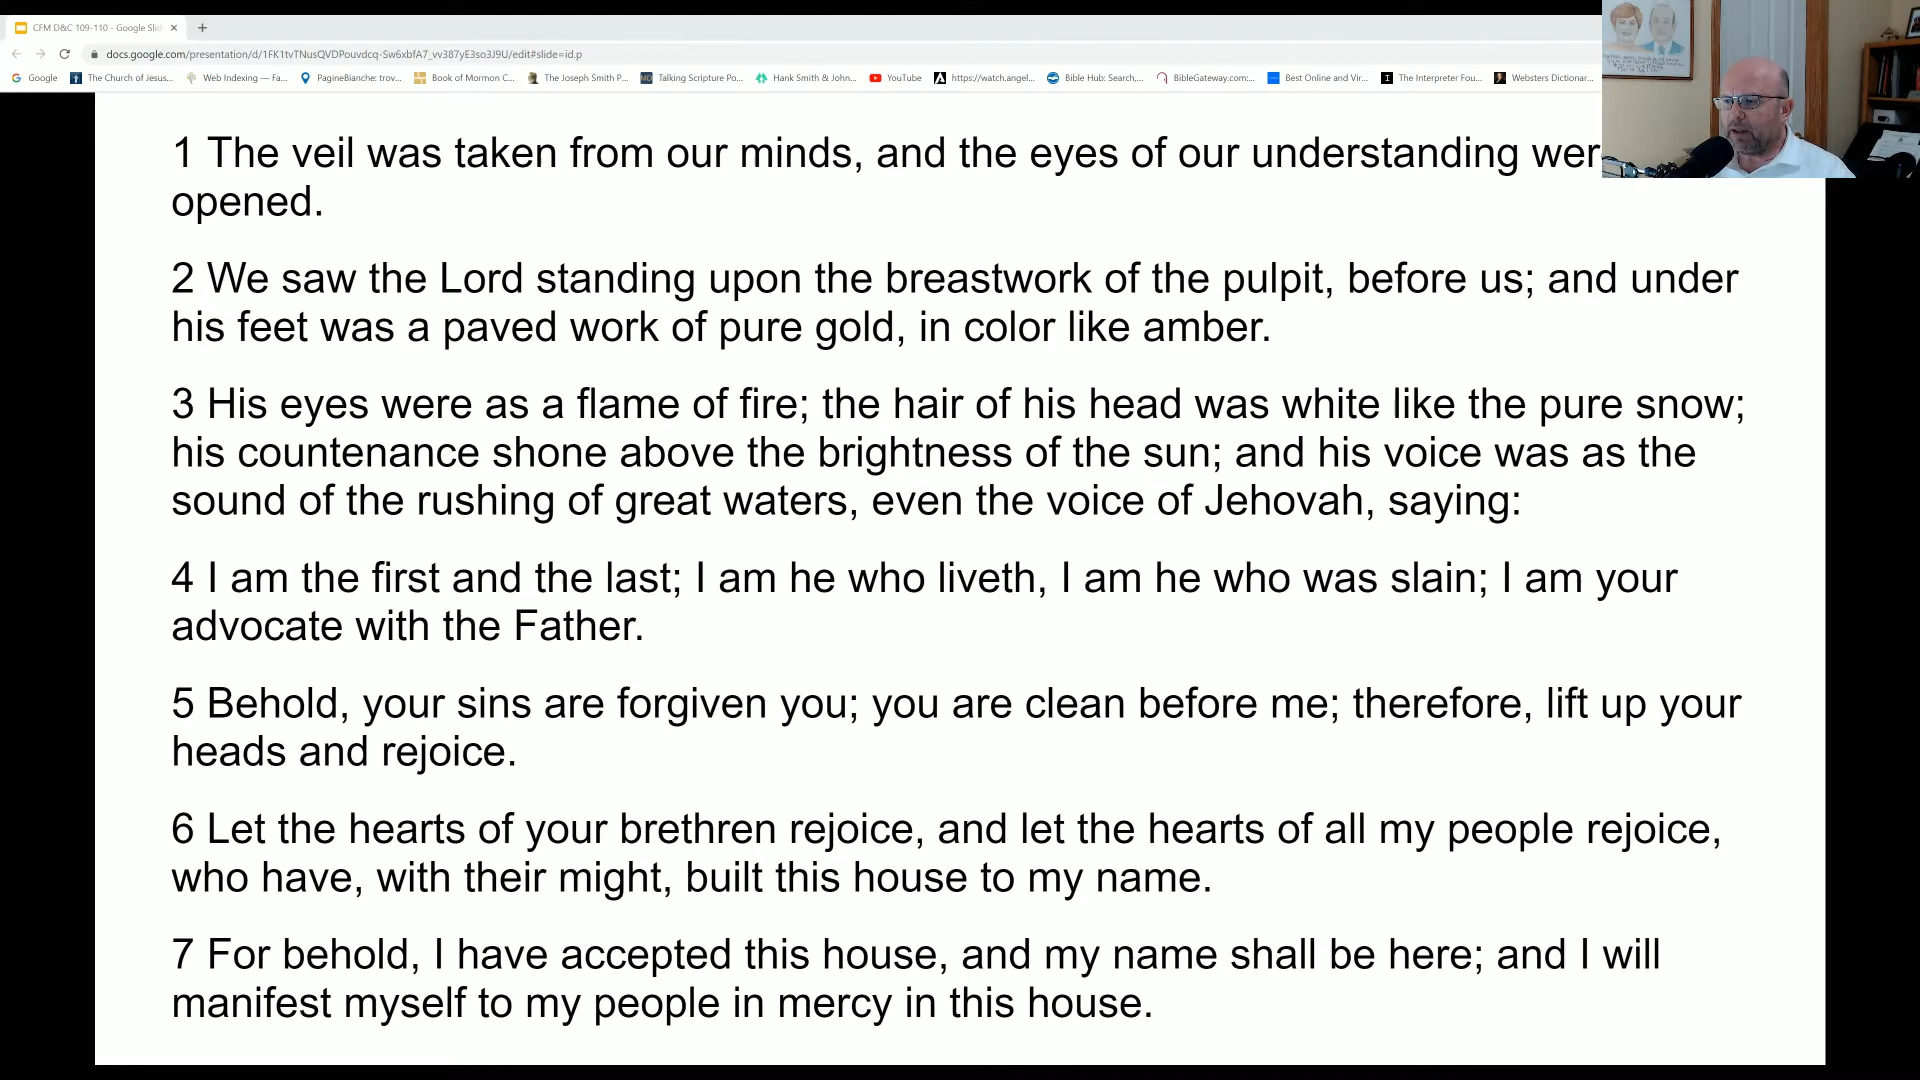 CFM D&C 109-110 - Google Slid
docs.google.com/presentation/d/1FK1tvTNusQVDPouvdcq-Sw6xbfA7_vv387yE3so3J9U/edit#slide=id.p
Google The Church of Jesus... Web Indexing — Fa... PagineBianche: trov... Book of Mormon C... The Joseph Smith P... Talking Scripture Po... Hank Smith & John... YouTube https://watch.angel... Bible Hub: Search,... BibleGateway.com:... Best Online and Vir... The Interpreter Fou... Websters Dictionar...
1 The veil was taken from our minds, and the eyes of our understanding wer
opened.
2 We saw the Lord standing upon the breastwork of the pulpit, before us; and under
his feet was a paved work of pure gold, in color like amber.
3 His eyes were as a flame of fire; the hair of his head was white like the pure snow;
his countenance shone above the brightness of the sun; and his voice was as the
sound of the rushing of great waters, even the voice of Jehovah, saying:
4 I am the first and the last; I am he who liveth, I am he who was slain; I am your
advocate with the Father.
5 Behold, your sins are forgiven you; you are clean before me; therefore, lift up your
heads and rejoice.
6 Let the hearts of your brethren rejoice, and let the hearts of all my people rejoice,
who have, with their might, built this house to my name.
7 For behold, I have accepted this house, and my name shall be here; and I will
manifest myself to my people in mercy in this house.